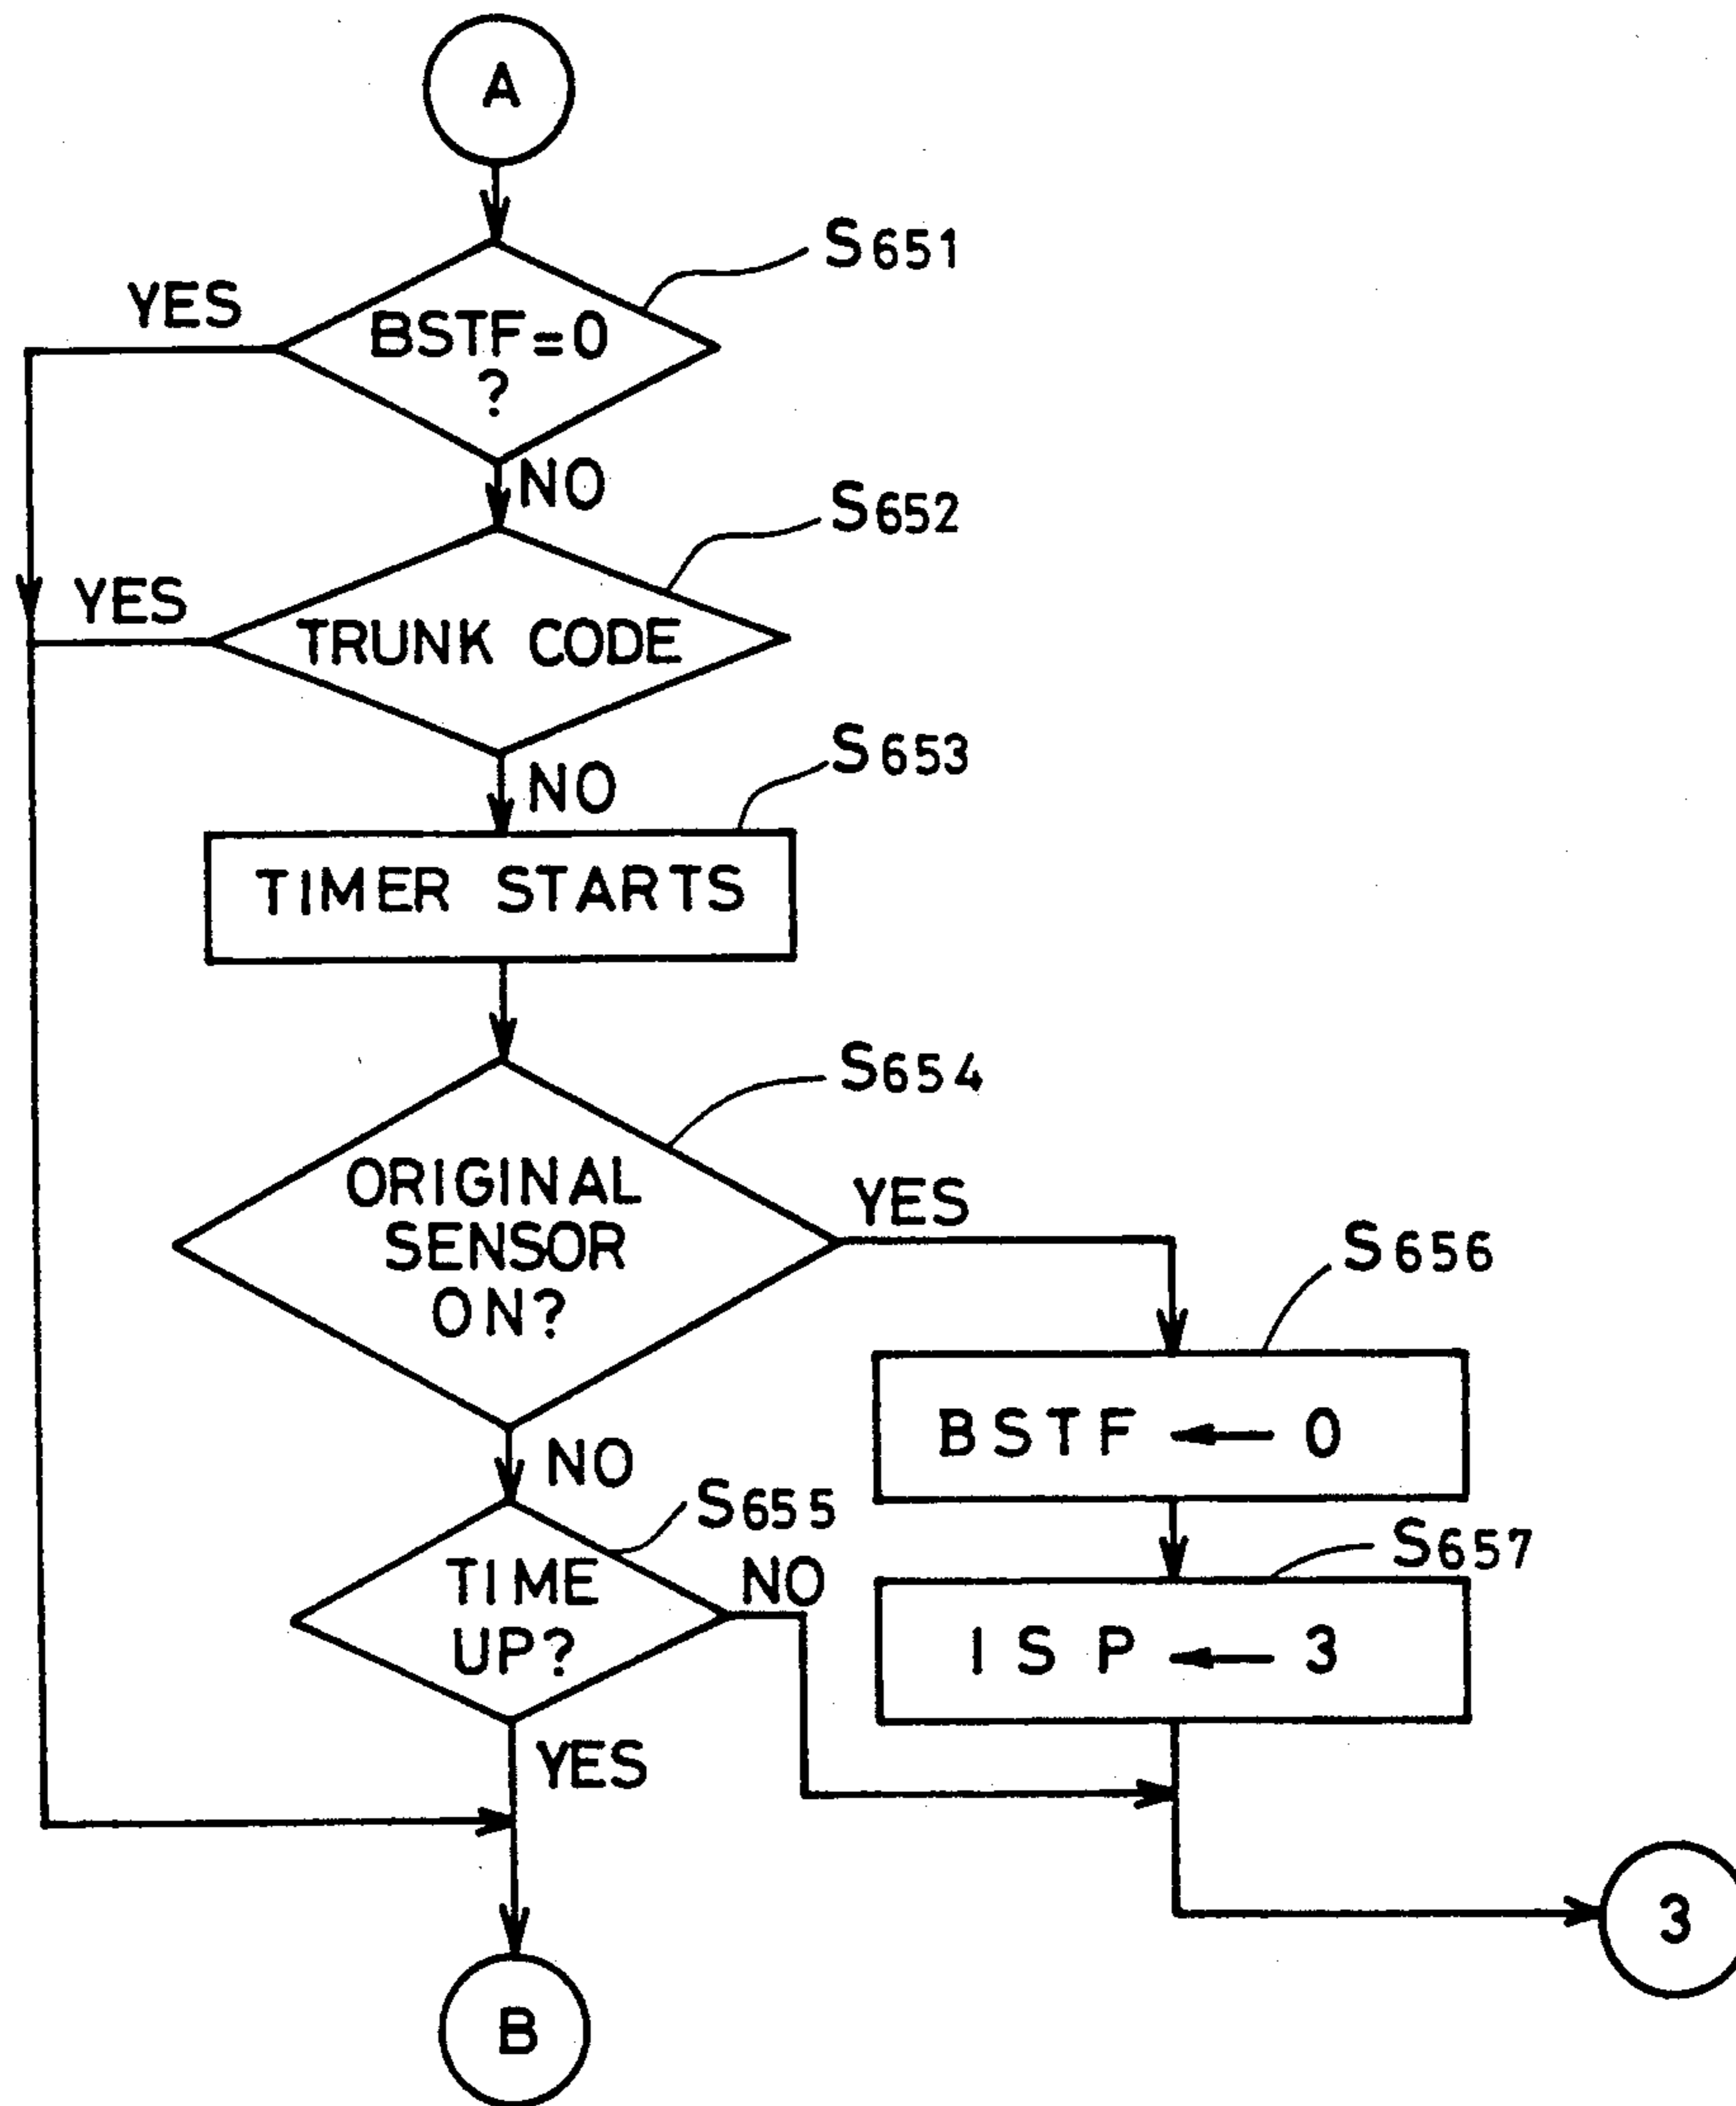 A
S651
YES
BSTF=0
?
NO
S652
YES
TRUNK CODE
S653
NO
TIMER STARTS
S654
ORIGINAL
SENSOR
ON?
YES
S656
BSTF ← 0
NO
S655
S657
TIME
UP?
NO
ISP ← 3
YES
3
B